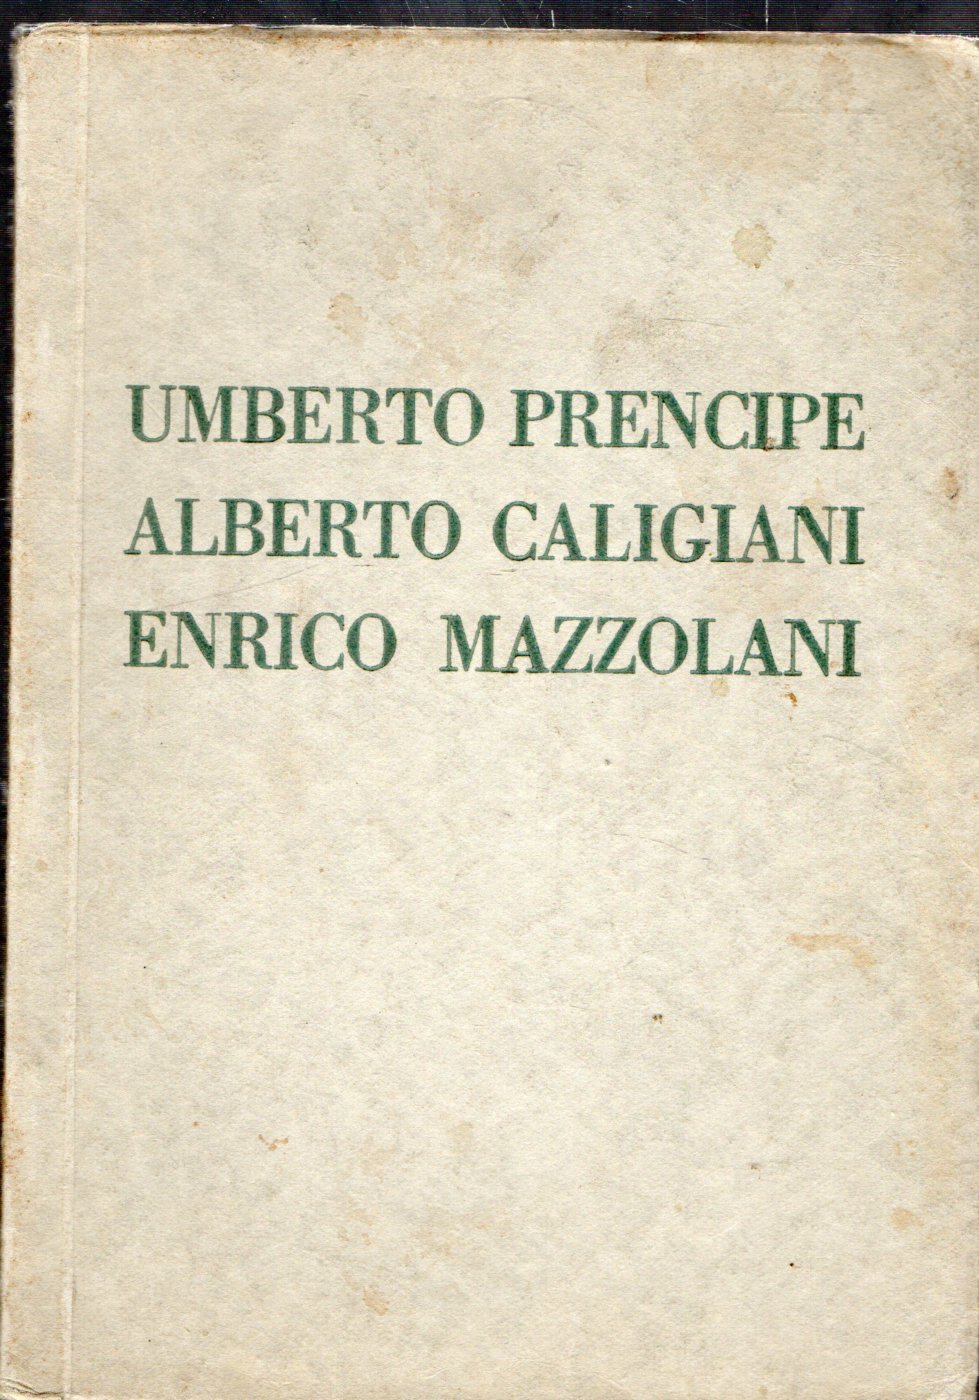 UMBERTO PRENCIPE
ALBERTO CALIGIANI
ENRICO MAZZOLANI